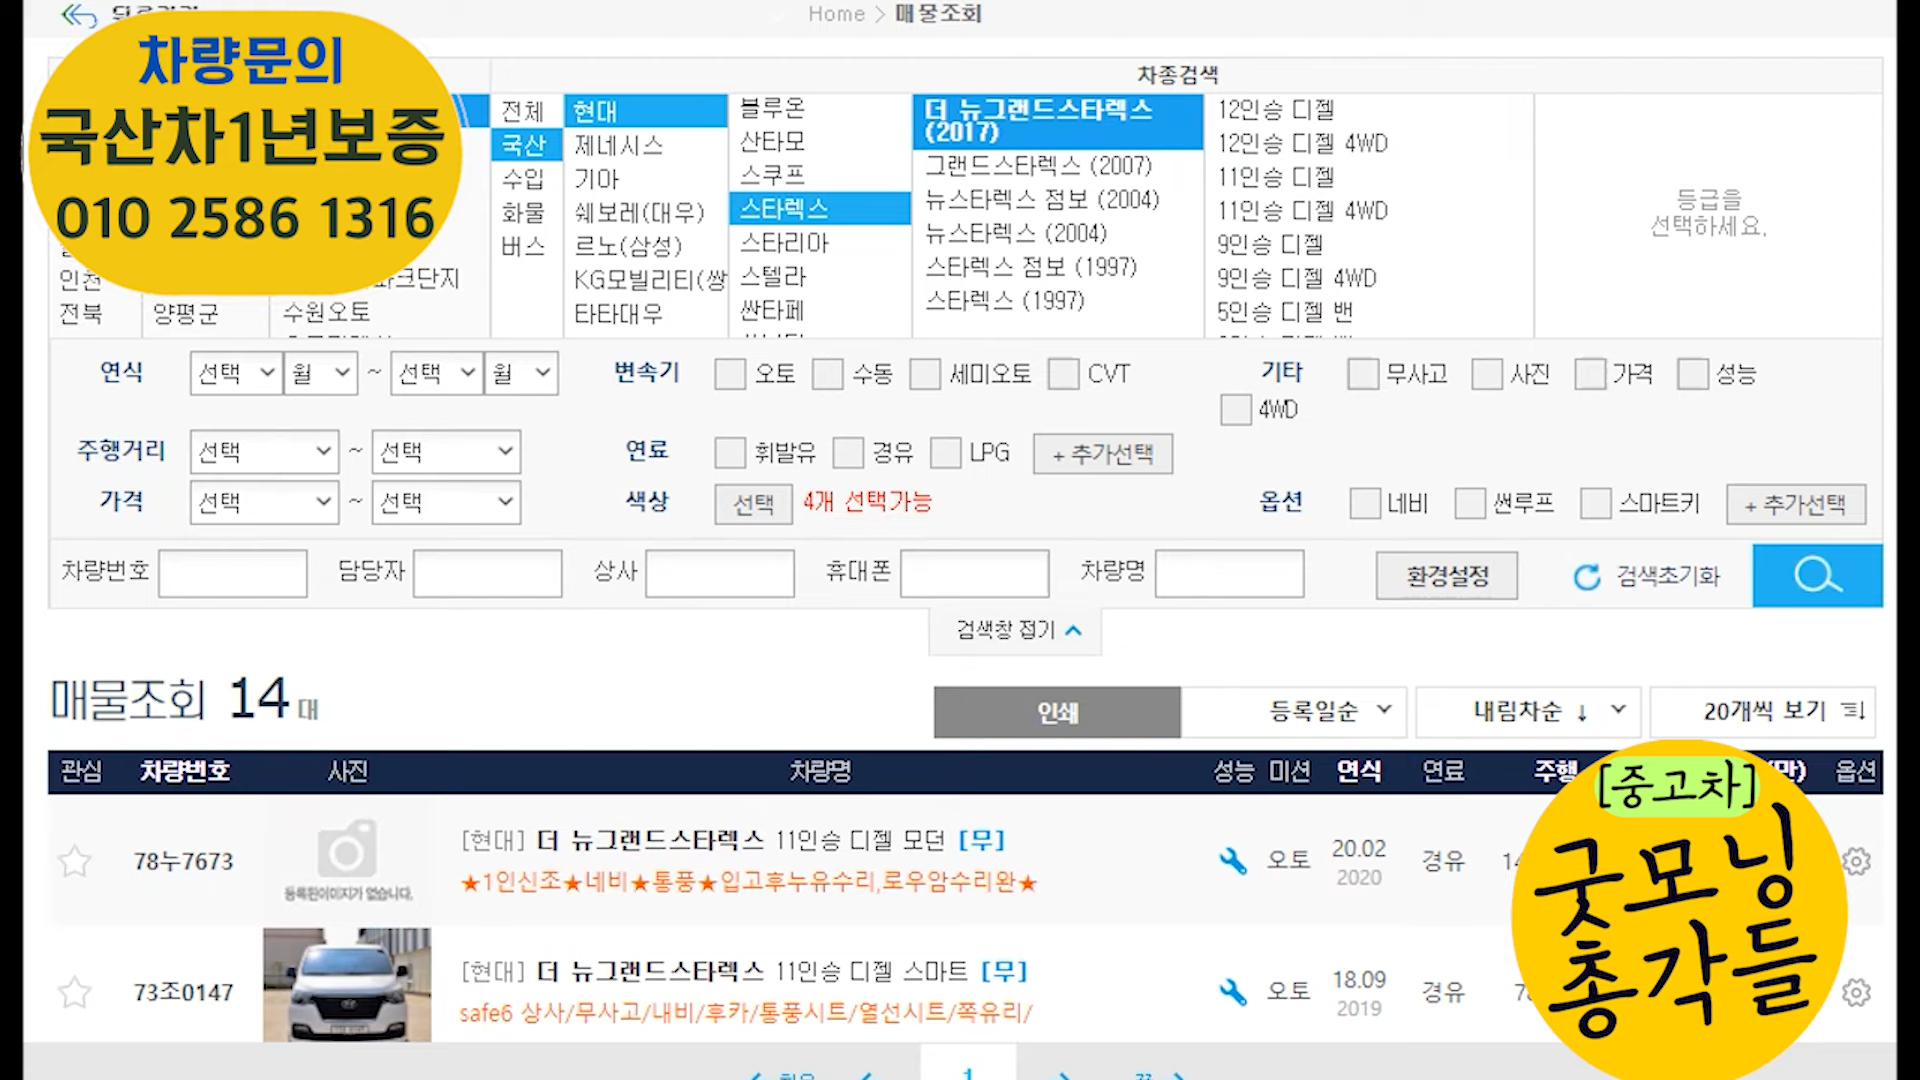 Home > 매물조회
차량문의
국산차1년보증
010 2586 1316
차종검색
전체
국산
수입
화물
버스
현대
제네시스
기아
쉐보레(대우)
르노(삼성)
KG모빌리티(쌍
타타대우
블루온
산타모
스쿠프
스타렉스
스타리아
스텔라
싼타페
더 뉴그랜드스타렉스
(2017)
그랜드스타렉스 (2007)
뉴스타렉스 점보 (2004)
뉴스타렉스 (2004)
스타렉스 점보 (1997)
스타렉스 (1997)
12인승 디젤
12인승 디젤 4WD
11인승 디젤
11인승 디젤 4WD
9인승 디젤
9인승 디젤 4WD
5인승 디젤 밴
등급을
선택하세요.
인천
전북
양평군
파크단지
수원오토
연식 선택 월 ~ 선택 월 변속기 오토 수동 세미오토 CVT 기타 무사고 사진 가격 성능
4WD
주행거리 선택 ~ 선택 연료 휘발유 경유 LPG + 추가선택
가격 선택 ~ 선택 색상 선택 4개 선택가능 옵션 네비 썬루프 스마트키 + 추가선택
차량번호 담당자 상사 휴대폰 차량명 환경설정 검색초기화
검색창 접기
매물조회 14 대
인쇄 등록일순 내림차순 ↓ 20개씩 보기
관심 차량번호 사진 차량명 성능 미션 연식 연료 주행 만) 옵션
78누7673 등록된이미지가 없습니다. [현대] 더 뉴그랜드스타렉스 11인승 디젤 모던 [무] 오토 20.02 경유
★1인신조★네비★통풍★입고후누유수리,로우암수리완★ 2020
73조0147 [현대] 더 뉴그랜드스타렉스 11인승 디젤 스마트 [무] 오토 18.09 경유
safe6 상사/무사고/내비/후카/통풍시트/열선시트/쪽유리/ 2019
[중고차]
굿모닝
총각들
1